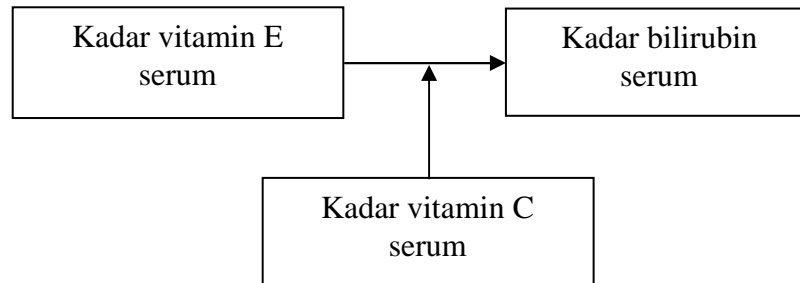 Kadar vitamin E
serum
Kadar bilirubin
serum
Kadar vitamin C
serum